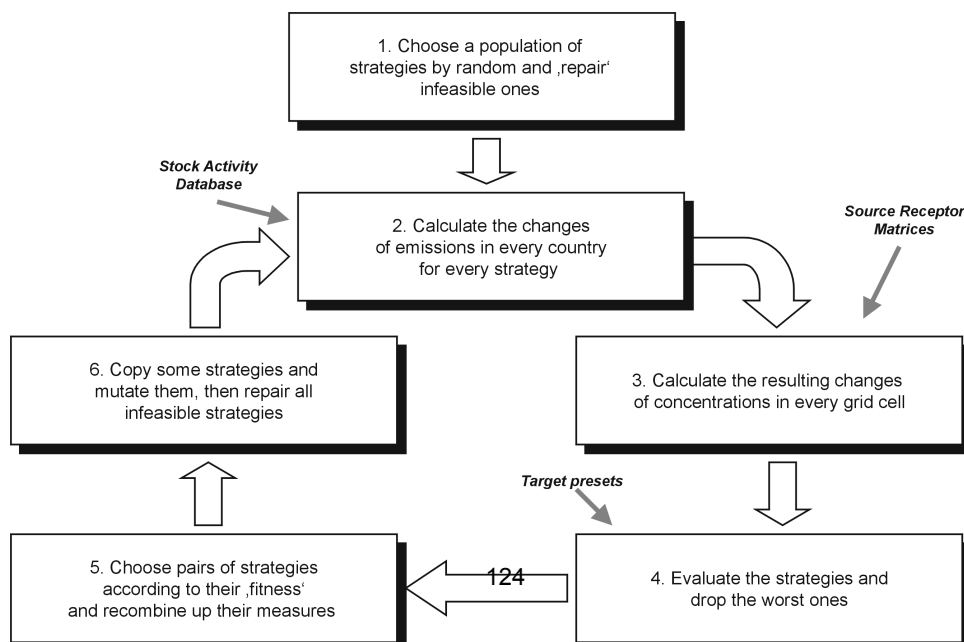 1. Choose a population of
strategies by random and ‚repair‘
infeasible ones
Stock Activity
Database
2. Calculate the changes
of emissions in every country
for every strategy
Source Receptor
Matrices
3. Calculate the resulting changes
of concentrations in every grid cell
Target presets
4. Evaluate the strategies and
drop the worst ones
124
5. Choose pairs of strategies
according to their ‚fitness‘
and recombine up their measures
6. Copy some strategies and
mutate them, then repair all
infeasible strategies